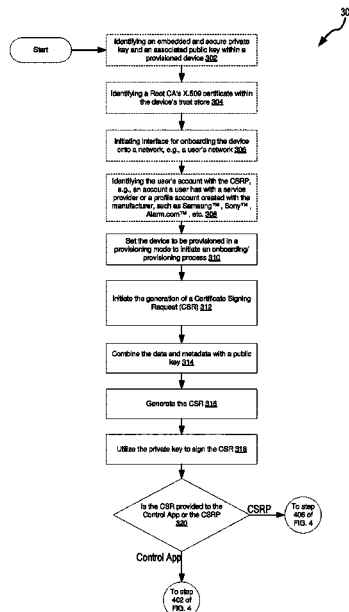 30
Start
Identifying an embedded and secure private
key and an associated public key within a
provisioned device 302
Identifying a Root CA's X.509 certificate within
the device's trust store 304
Initiating interface for onboarding the device
onto a network, e.g., a user's network 306
Identifying the user's account with the CSRP,
e.g., an account a user has with a service
provider or a profile account created with the
manufacturer, such as Samsung™, Sony™,
Alarm.com™, etc. 308
Set the device to be provisioned in a
provisioning mode to initiate an onboarding/
provisioning process 310
Initiate the generation of a Certificate Signing
Request (CSR) 312
Combine the data and metadata with a public
key 314
Generate the CSR 316
Utilize the private key to sign the CSR 318
Is the CSR provided to the
Control App or the CSRP
320
CSRP
To step
406 of
FIG. 4
Control App
To step
402 of
FIG. 4